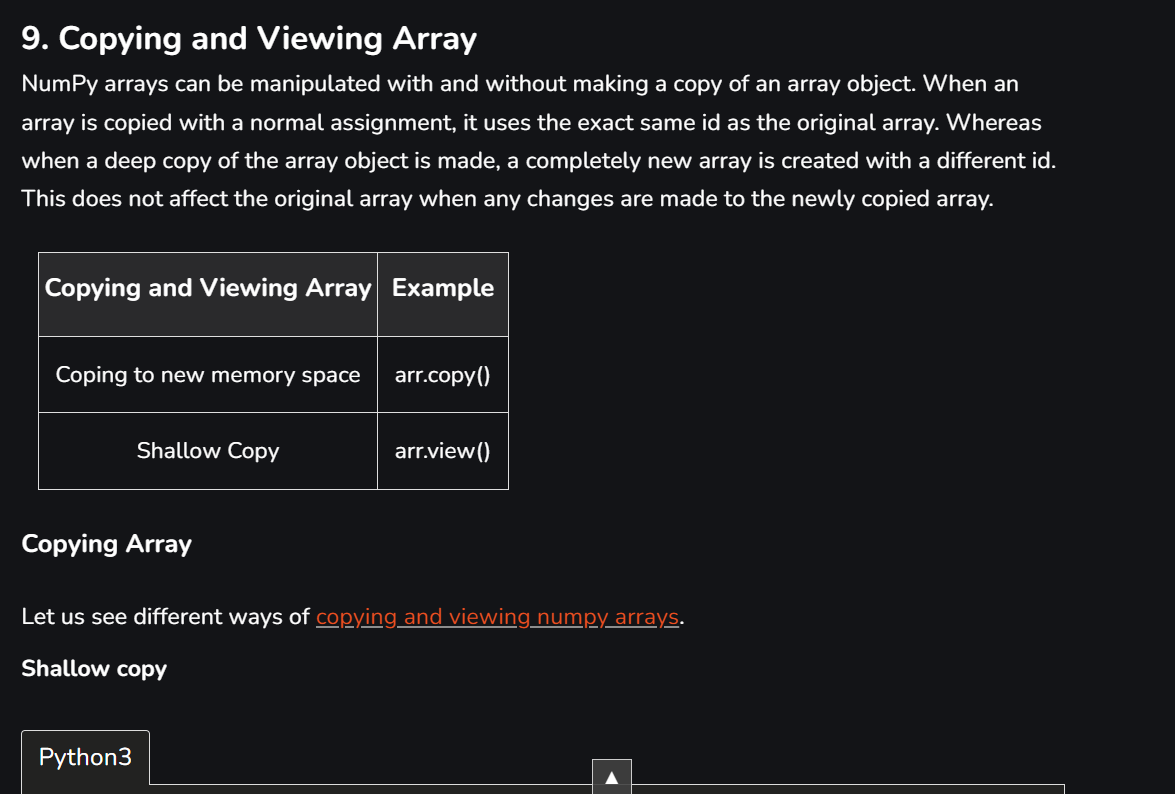 9. Copying and Viewing Array
NumPy arrays can be manipulated with and without making a copy of an array object. When an
array is copied with a normal assignment, it uses the exact same id as the original array. Whereas
when a deep copy of the array object is made, a completely new array is created with a different id.
This does not affect the original array when any changes are made to the newly copied array.
Copying and Viewing Array Example
Coping to new memory space arr.copy()
Shallow Copy arr.view()
Copying Array
Let us see different ways of copying and viewing numpy arrays.
Shallow copy
Python3